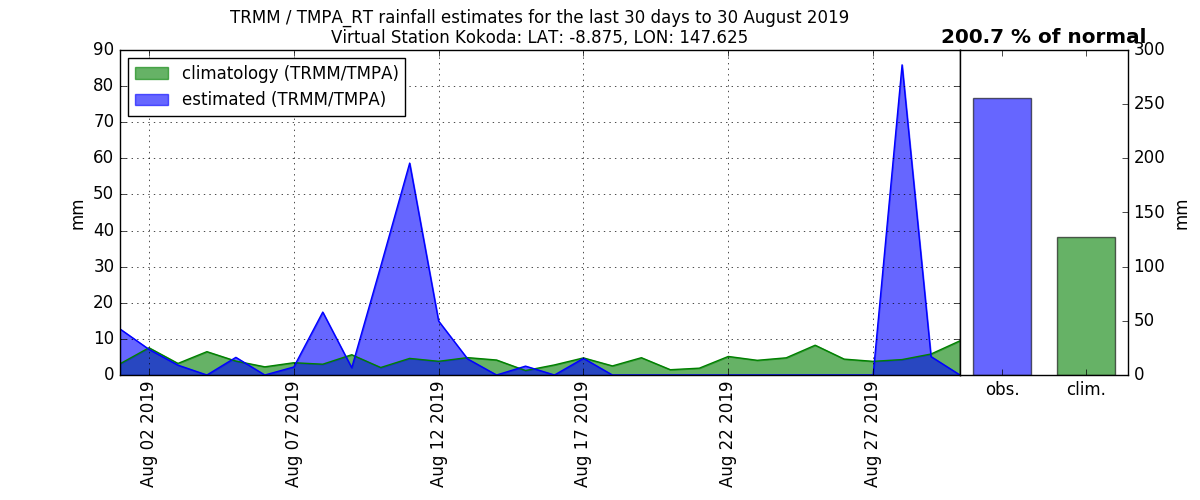 TRMM / TMPA_RT rainfall estimates for the last 30 days to 30 August 2019
Virtual Station Kokoda: LAT: -8.875, LON: 147.625
200.7 % of normal
climatology (TRMM/TMPA)
estimated (TRMM/TMPA)
90
80
70
60
50
40
30
20
10
0
mm
Aug 02 2019
Aug 07 2019
Aug 12 2019
Aug 17 2019
Aug 22 2019
Aug 27 2019
obs.
clim.
300
250
200
150
100
50
0
mm